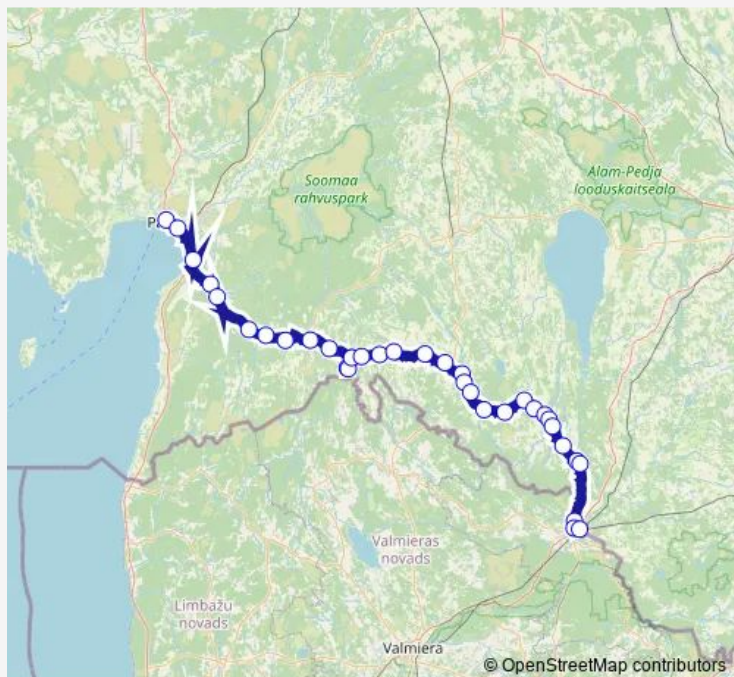 Soomaa
rahvuspark
Alam-Pedja
looduskaitseala
Valmieras
novads
Limbažu
novads
Valmiera
© OpenStreetMap contributors